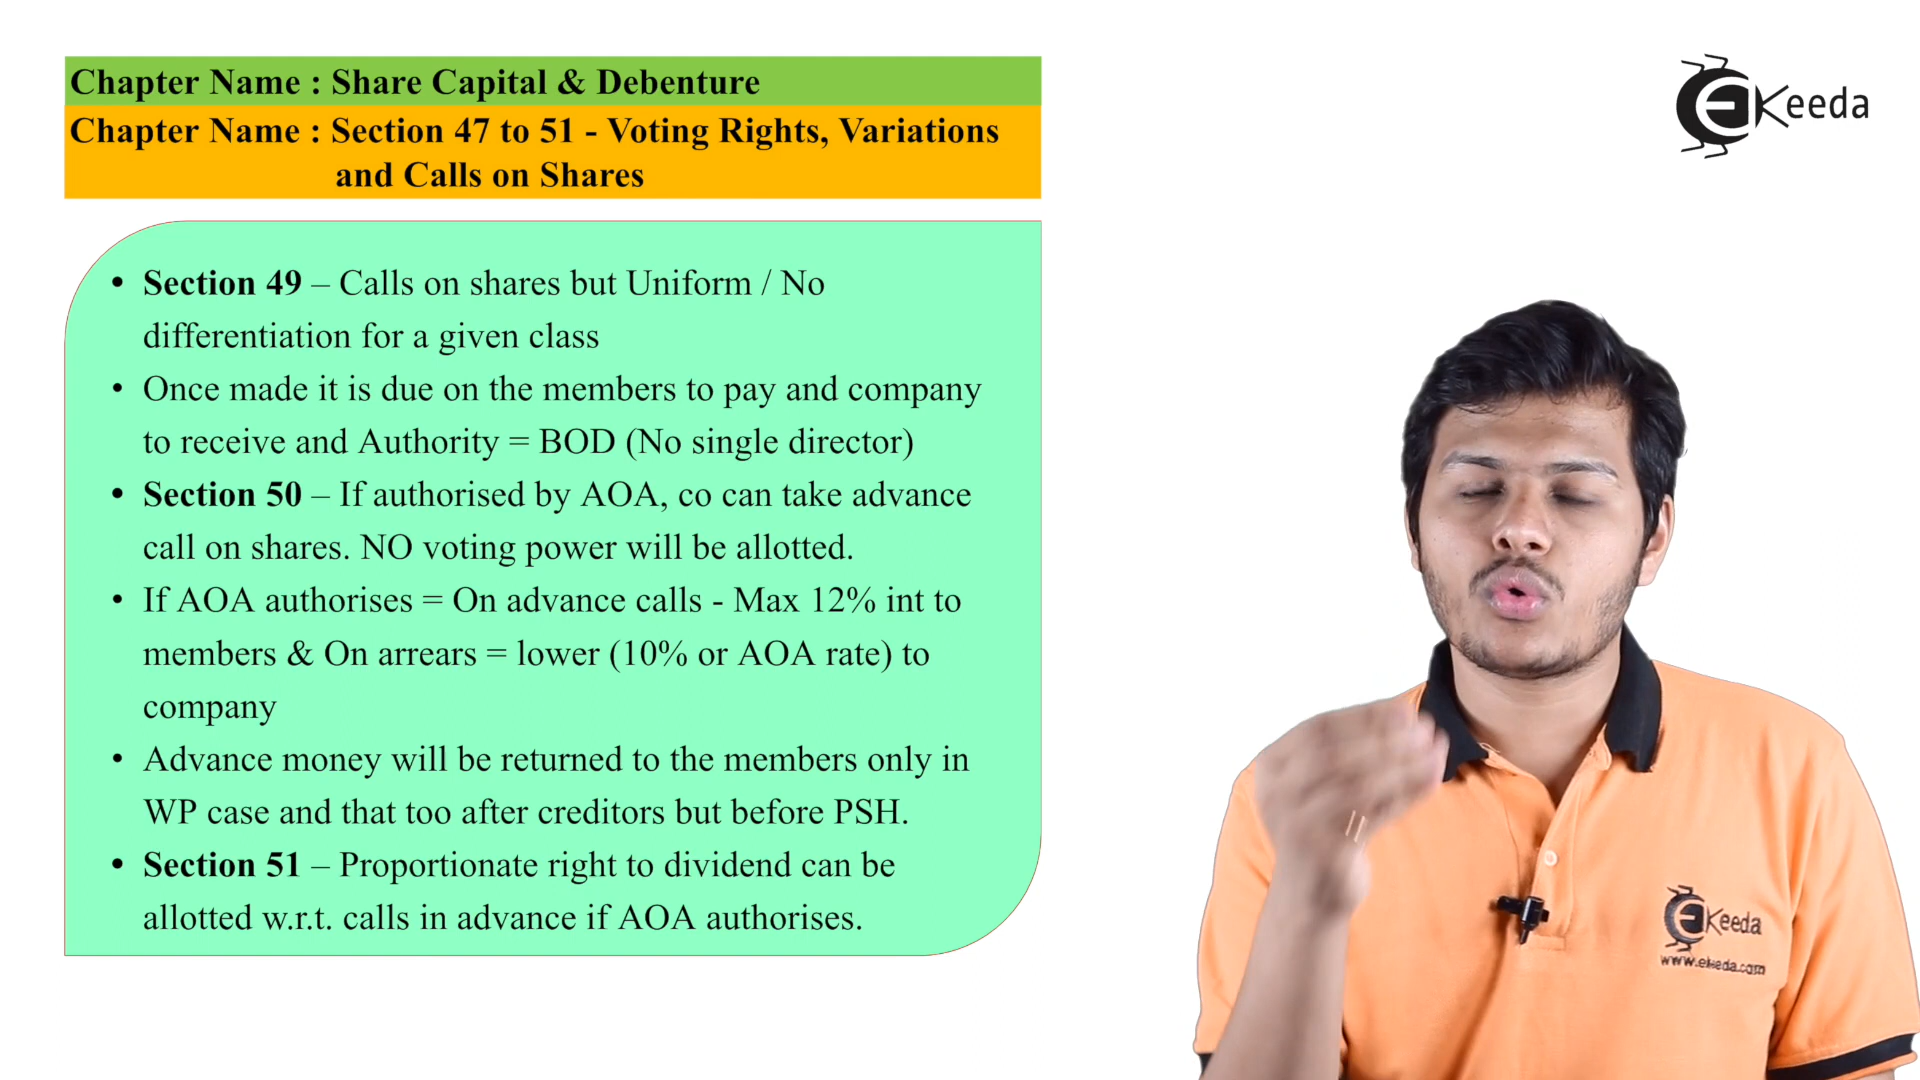 Chapter Name : Share Capital & Debenture
Chapter Name : Section 47 to 51 - Voting Rights, Variations
and Calls on Shares
Keeda
• Section 49 – Calls on shares but Uniform / No
differentiation for a given class
• Once made it is due on the members to pay and company
to receive and Authority = BOD (No single director)
• Section 50 – If authorised by AOA, co can take advance
call on shares. NO voting power will be allotted.
• If AOA authorises = On advance calls - Max 12% int to
members & On arrears = lower (10% or AOA rate) to
company
• Advance money will be returned to the members only in
WP case and that too after creditors but before PSH.
• Section 51 – Proportionate right to dividend can be
allotted w.r.t. calls in advance if AOA authorises.
Keeda
www.ekeeda.com